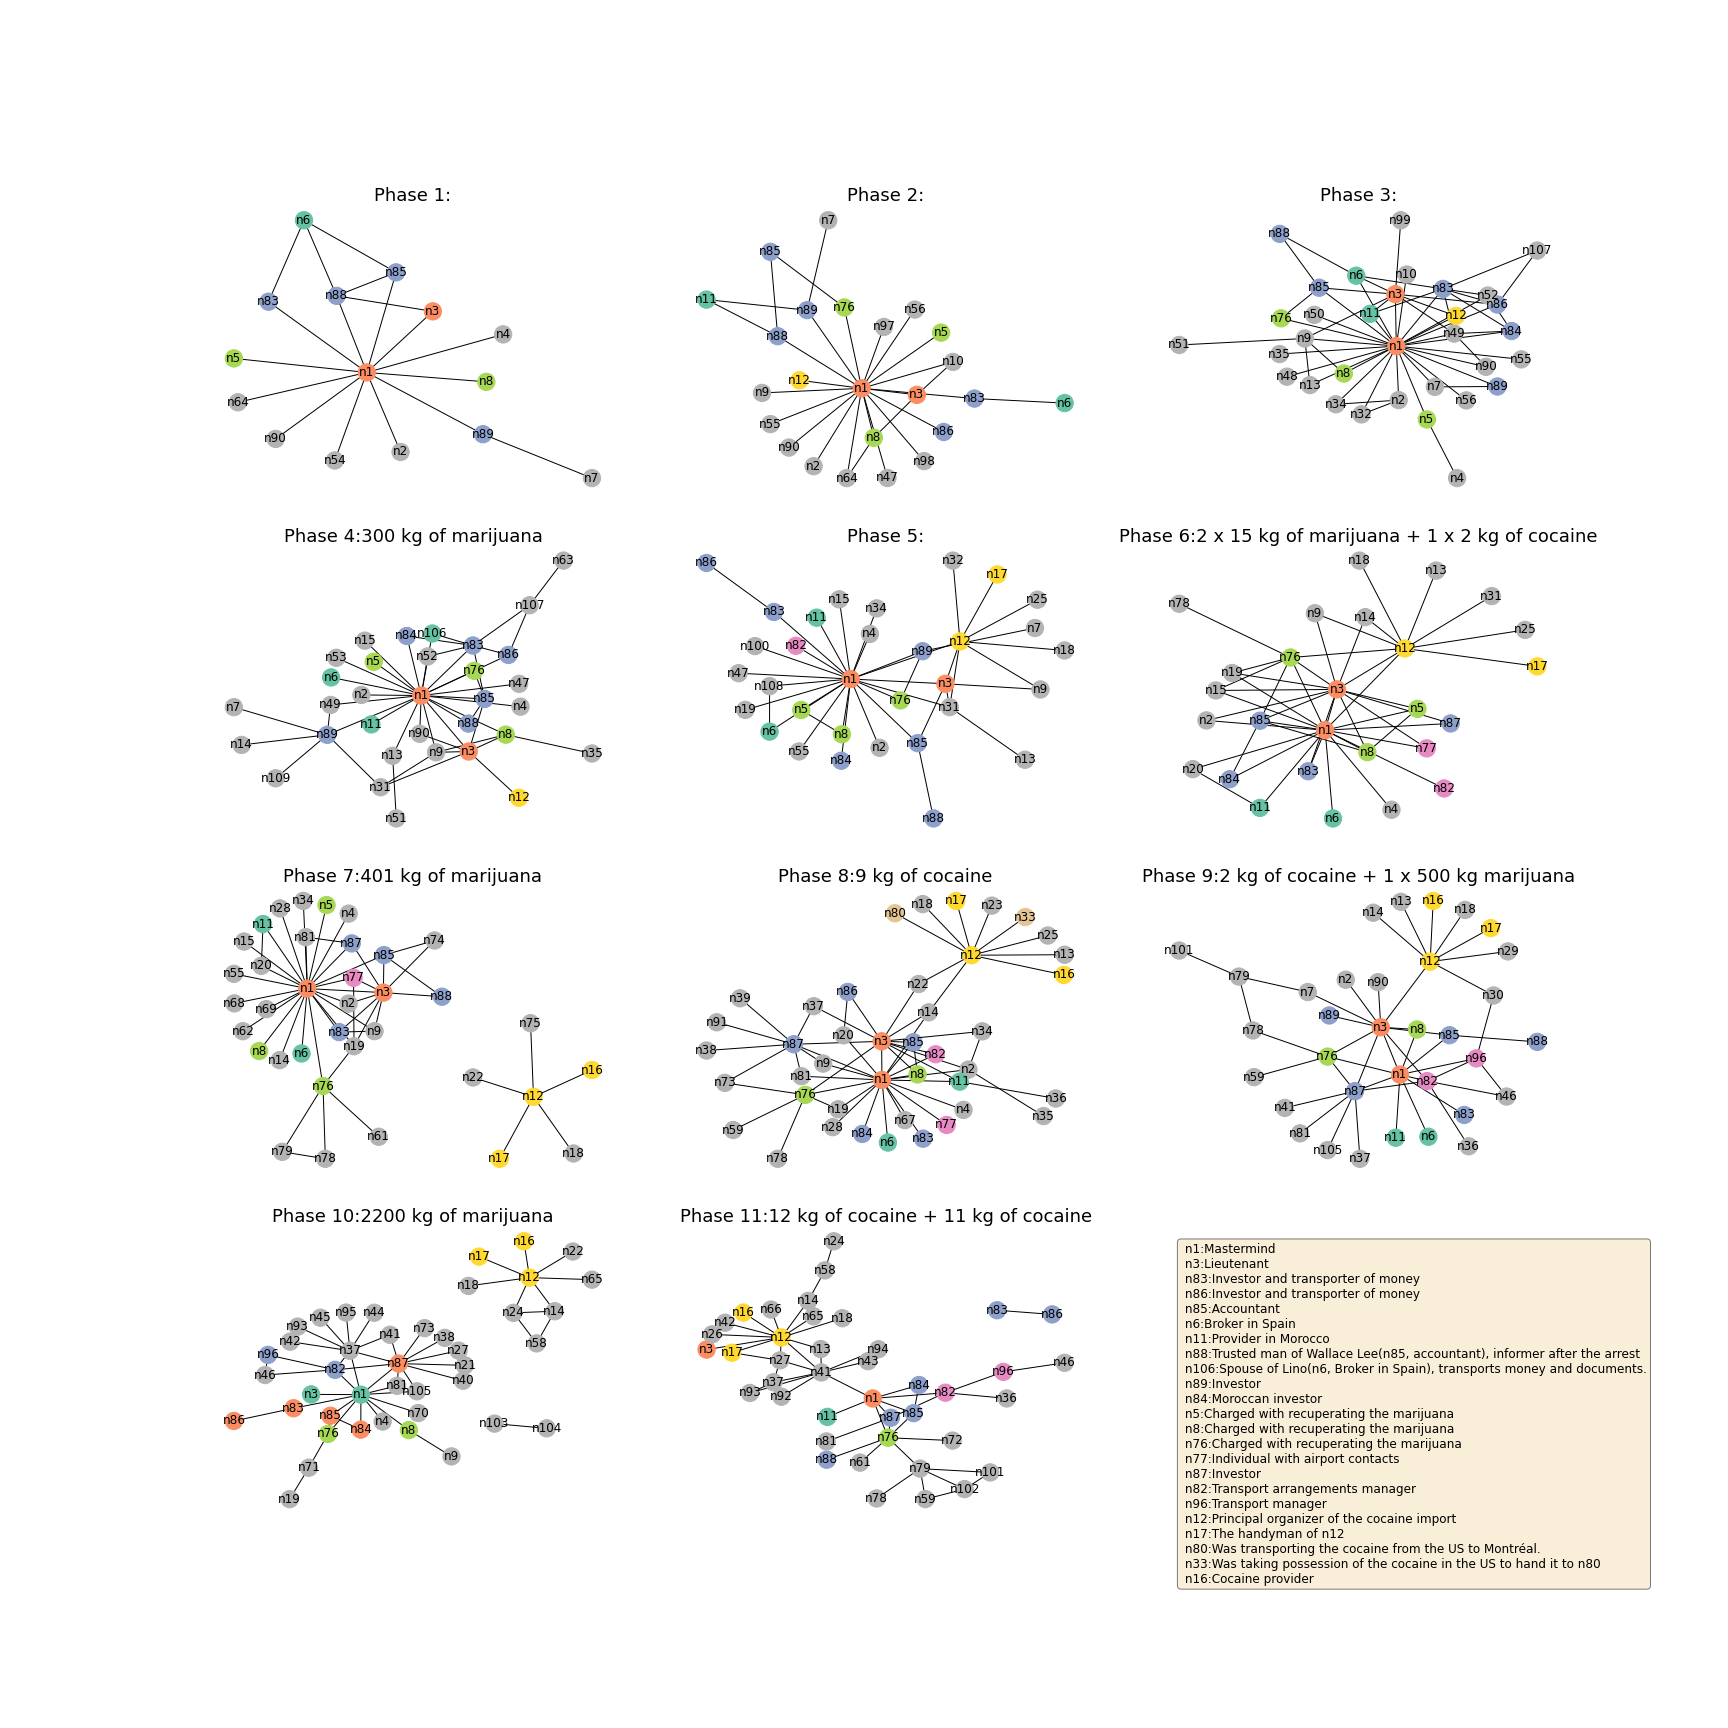 Phase 1:
n6
n85
n88
n83
n3
n4
n5
n1
n8
n64
n90
n89
n54
n2
n7
Phase 2:
n7
n85
n11
n76
n89
n56
n97
n5
n88
n10
n12
n1
n9
n3
n83
n6
n55
n86
n8
n90
n98
n2
n64
n47
Phase 3:
n99
n88
n107
n6
n10
n85
n83
n3
n52
n86
n76
n50
n11
n12
n49
n84
n9
n51
n1
n35
n55
n90
n48
n8
n13
n7
n89
n34
n2
n56
n32
n5
n4
Phase 4:300 kg of marijuana
n63
n107
n84
n106
n15
n83
n53
n5
n52
n86
n6
n76
n47
n2
n1
n85
n49
n4
n7
n11
n88
n89
n90
n8
n14
n9
n3
n13
n35
n109
n31
n12
n51
Phase 5:
n32
n86
n17
n15
n25
n83
n11
n34
n7
n4
n12
n82
n100
n89
n18
n47
n1
n108
n3
n9
n76
n19
n5
n31
n6
n8
n85
n55
n2
n84
n13
n88
Phase 6:2 x 15 kg of marijuana + 1 x 2 kg of cocaine
n18
n13
n78
n31
n9
n14
n25
n12
n76
n17
n19
n15
n3
n5
n2
n85
n87
n1
n77
n8
n20
n83
n84
n82
n11
n4
n6
Phase 7:401 kg of marijuana
n34
n28
n5
n4
n11
n15
n81
n87
n74
n85
n20
n55
n77
n1
n3
n88
n68
n2
n69
n62
n83
n9
n19
n8
n6
n14
n75
n22
n16
n76
n12
n61
n79
n78
n18
n17
Phase 8:9 kg of cocaine
n18
n17
n23
n80
n33
n25
n12
n13
n16
n22
n86
n39
n37
n14
n91
n34
n20
n87
n3
n85
n38
n82
n9
n2
n73
n81
n1
n8
n11
n76
n36
n19
n4
n35
n67
n28
n77
n59
n84
n83
n6
n78
Phase 9:2 kg of cocaine + 1 x 500 kg marijuana
n13
n16
n14
n18
n17
n101
n29
n12
n79
n2
n90
n7
n30
n89
n3
n8
n78
n85
n88
n76
n96
n59
n1
n82
n87
n46
n41
n83
n81
n11
n6
n105
n36
n37
Phase 10:2200 kg of marijuana
n16
n17
n22
n12
n65
n18
n24
n14
n58
n45
n95
n44
n93
n73
n41
n38
n42
n37
n27
n96
n87
n21
n82
n46
n40
n81
n105
n3
n1
n83
n85
n70
n86
n4
n76
n84
n8
n103
n104
n9
n71
n19
Phase 11:12 kg of cocaine + 11 kg of cocaine
n24
n58
n14
n83
n86
n16
n66
n65
n18
n42
n26
n12
n3
n17
n13
n94
n27
n43
n41
n96
n46
n37
n93
n92
n84
n82
n1
n36
n11
n87
n85
n81
n76
n72
n88
n61
n79
n101
n102
n78
n59
n1:Mastermind
n3:Lieutenant
n83:Investor and transporter of money
n86:Investor and transporter of money
n85:Accountant
n6:Broker in Spain
n11:Provider in Morocco
n88:Trusted man of Wallace Lee(n85, accountant), informer after the arrest
n106:Spouse of Lino(n6, Broker in Spain), transports money and documents.
n89:Investor
n84:Moroccan investor
n5:Charged with recuperating the marijuana
n8:Charged with recuperating the marijuana
n76:Charged with recuperating the marijuana
n77:Individual with airport contacts
n87:Investor
n82:Transport arrangements manager
n96:Transport manager
n12:Principal organizer of the cocaine import
n17:The handyman of n12
n80:Was transporting the cocaine from the US to Montréal.
n33:Was taking possession of the cocaine in the US to hand it to n80
n16:Cocaine provider